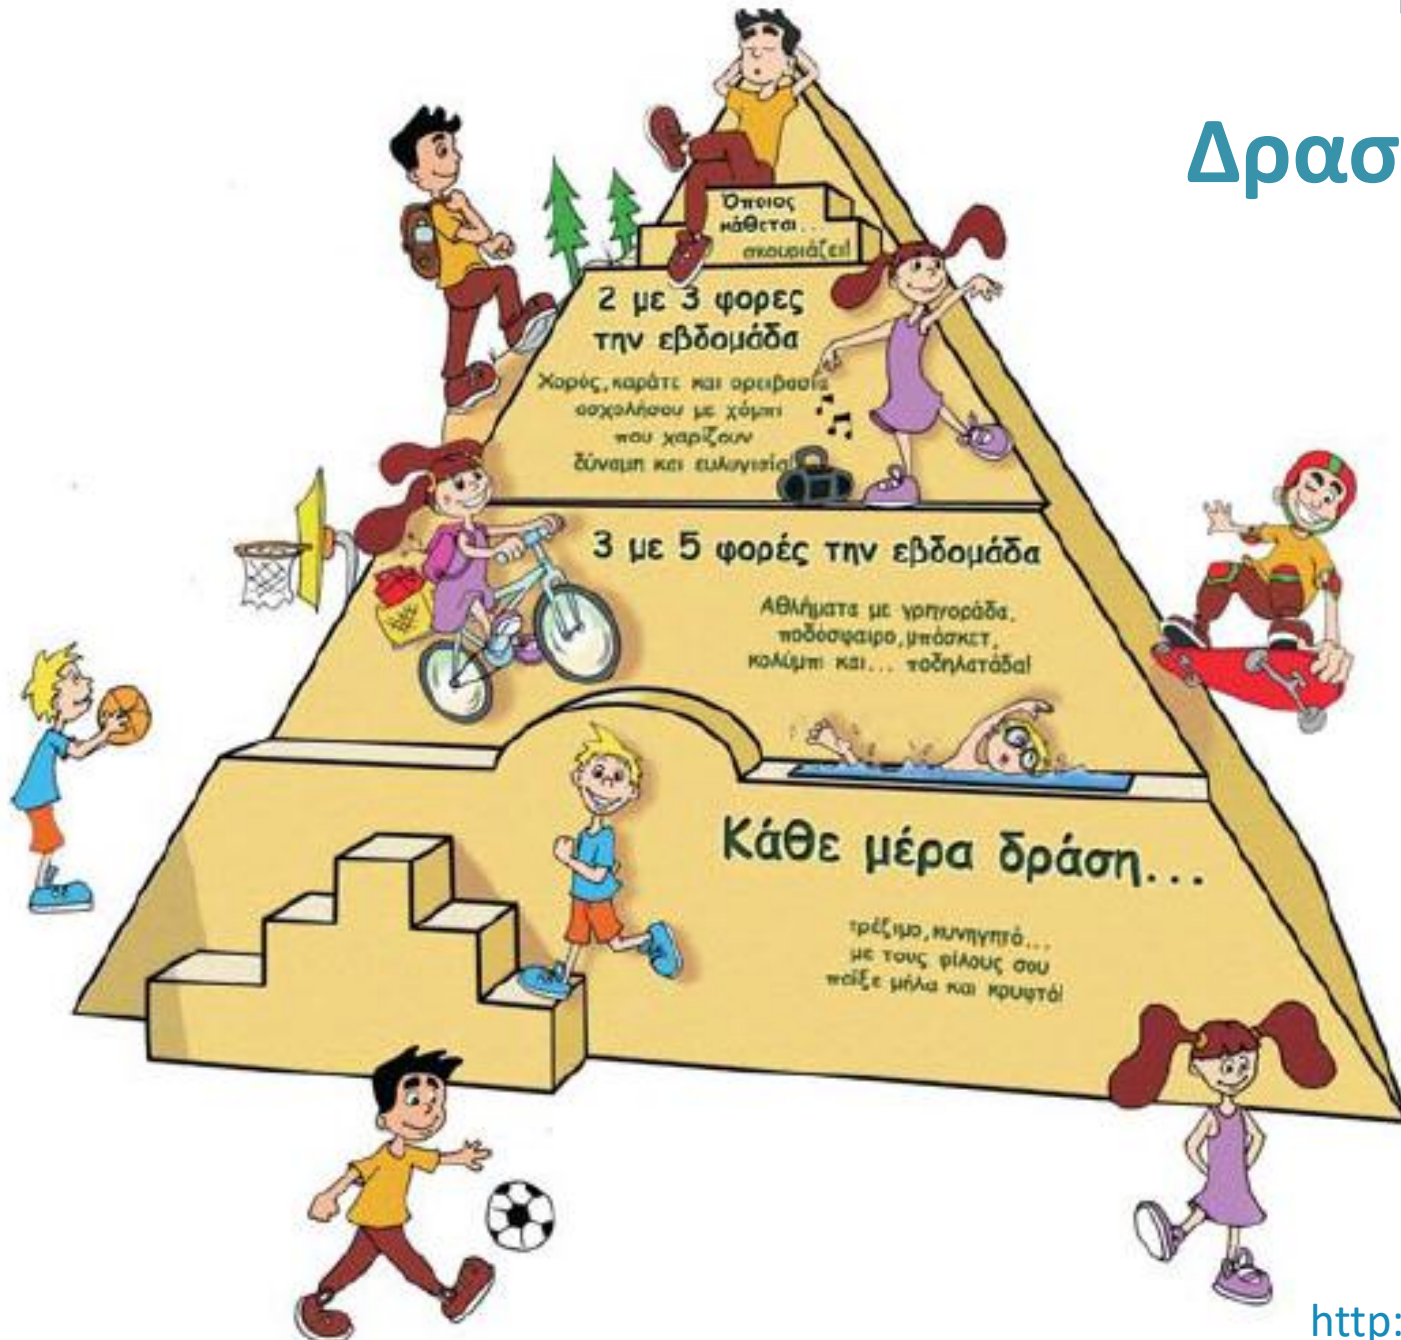 Δρασ
Όποιος
κάθεται...
σκουριάζει!
2 με 3 φορες
την εβδομάδα
Χορός, καράτε και ορειβασία
ασχολήσου με χόμπι
που χαρίζουν
δύναμη και ευλυγισία!
3 με 5 φορές την εβδομάδα
Αθλήματα με γρηγοράδα,
ποδόσφαιρο, μπάσκετ,
κολύμπι και... ποδηλατάδα!
Κάθε μέρα δράση...
τρέξιμο, κυνηγητό...
με τους φίλους σου
παίξε μήλα και κρυφτό!
http: